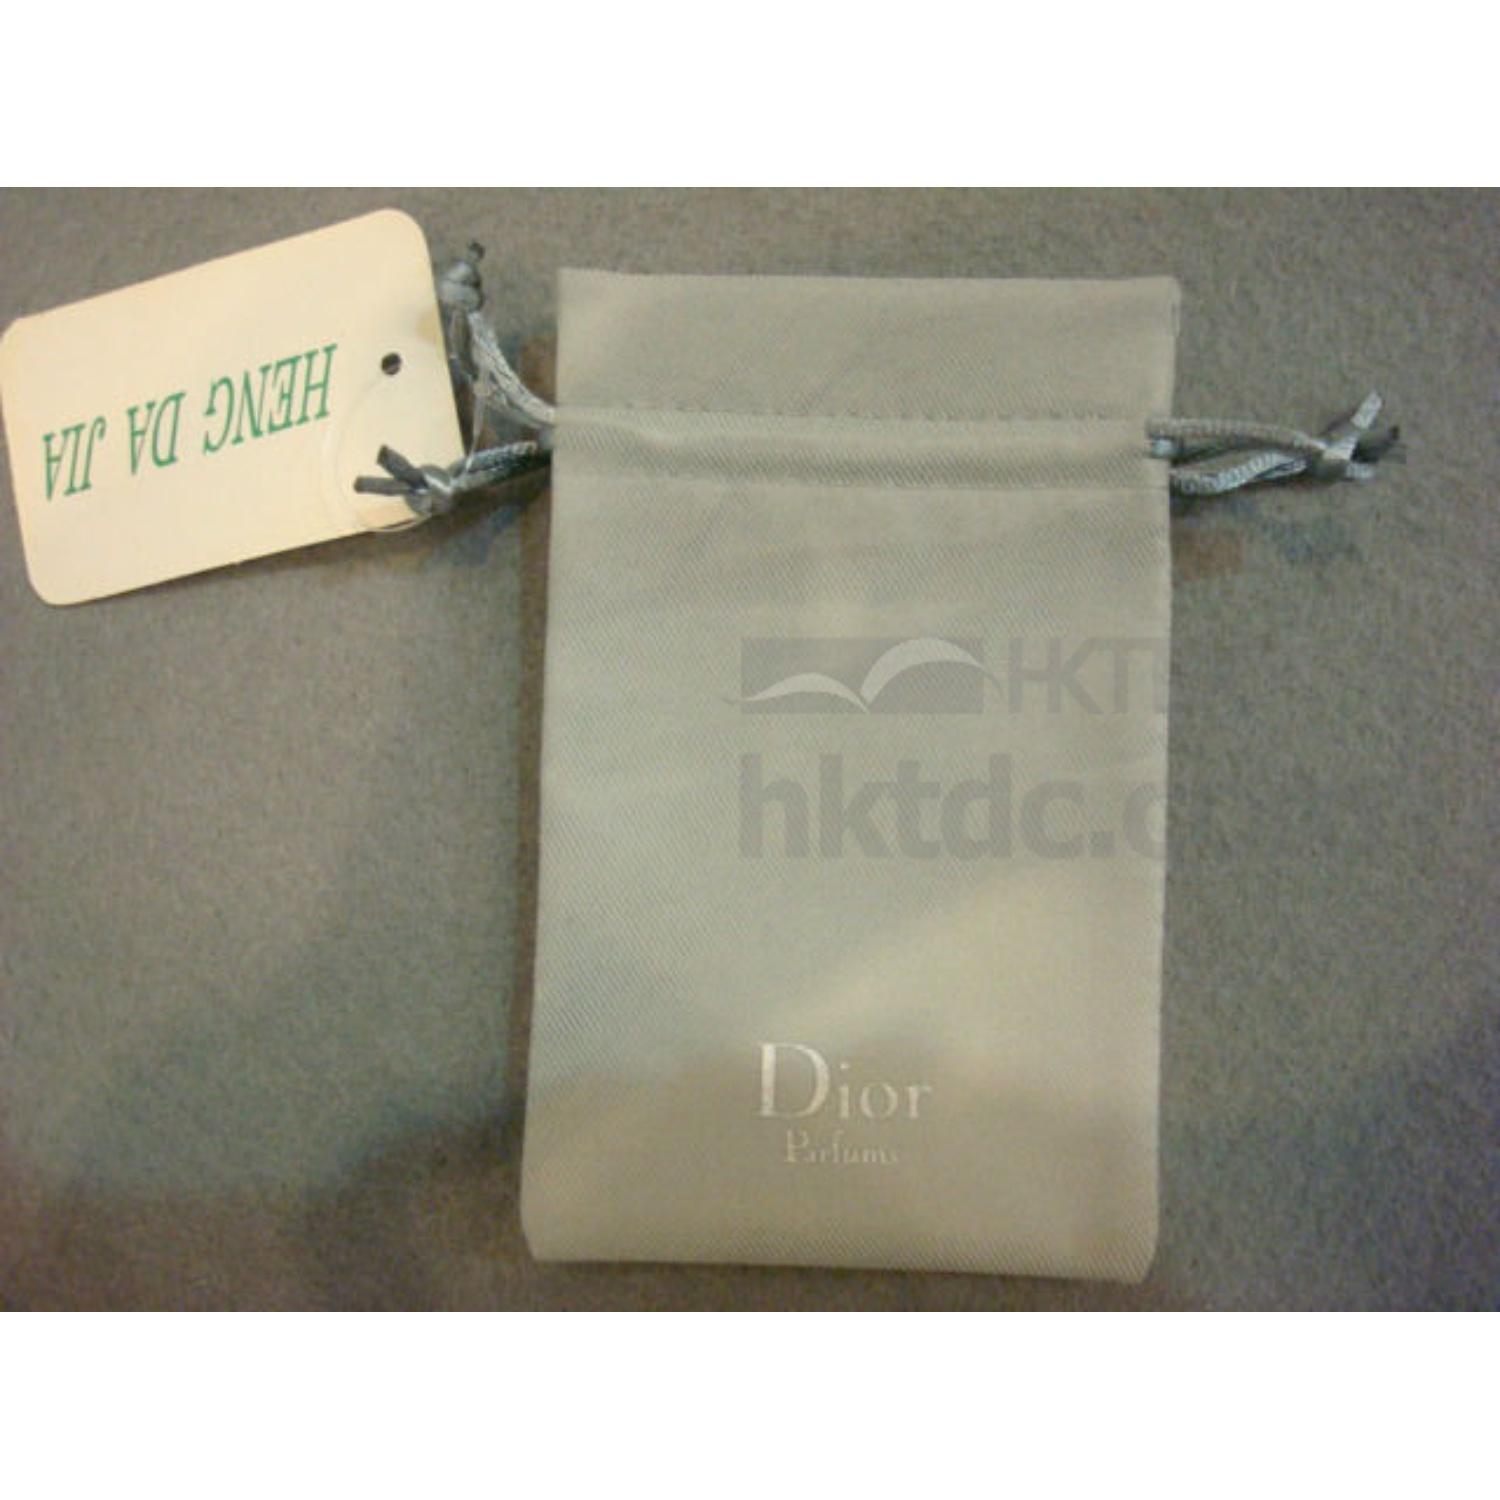 HENG DA JIA
HKT
hktdc.c
Dior
Parfums